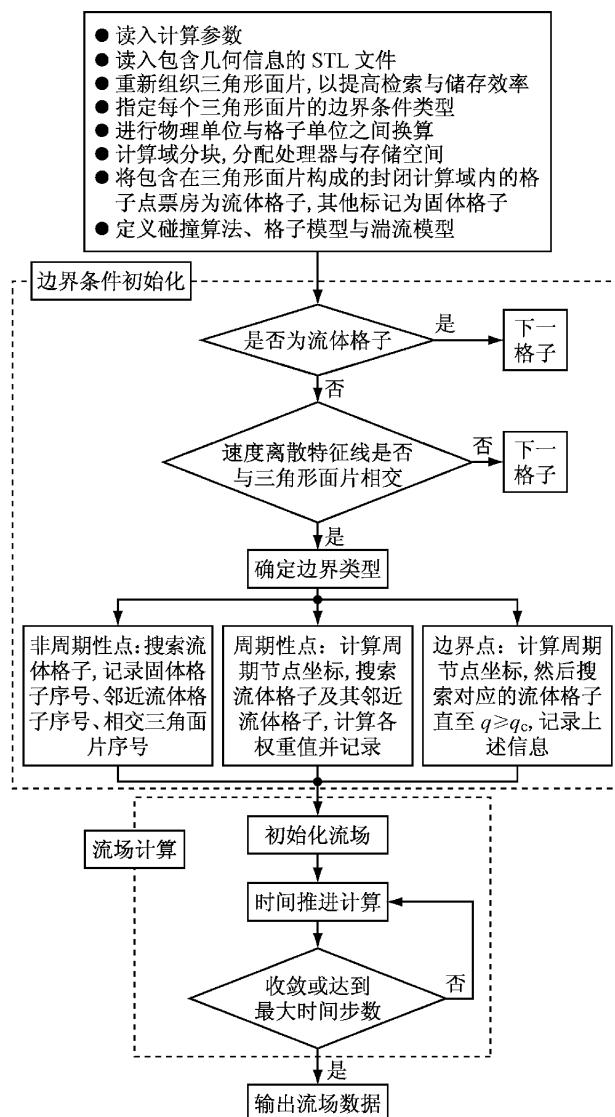 ● 读入计算参数
● 读入包含几何信息的 STL 文件
● 重新组织三角形面片, 以提高检索与储存效率
● 指定每个三角形面片的边界条件类型
● 进行物理单位与格子单位之间换算
● 计算域分块, 分配处理器与存储空间
● 将包含在三角形面片构成的封闭计算域内的格
子点票房为流体格子, 其他标记为固体格子
● 定义碰撞算法、格子模型与湍流模型
边界条件初始化
是否为流体格子
是
下一
格子
否
速度离散特征线是否
与三角形面片相交
否
下一
格子
是
确定边界类型
非周期性点: 搜索流
体格子, 记录固体格
子序号、邻近流体格
子序号、相交三角面
片序号
周期性点: 计算周
期节点坐标, 搜索
流体格子及其邻近
流体格子, 计算各
权重值并记录
边界点: 计算周期
节点坐标, 然后搜
索对应的流体格子
直至 q≥qc, 记录上
述信息
流场计算
初始化流场
时间推进计算
收敛或达到
最大时间步数
否
是
输出流场数据